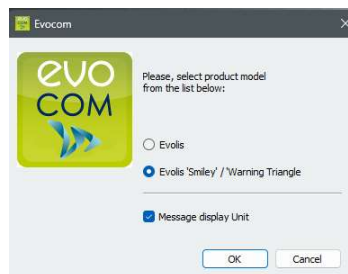 Evocom
evo
COM
Please, select product model
from the list below:
Evolis
Evolis 'Smiley' / 'Warning Triangle
Message display Unit
OK
Cancel